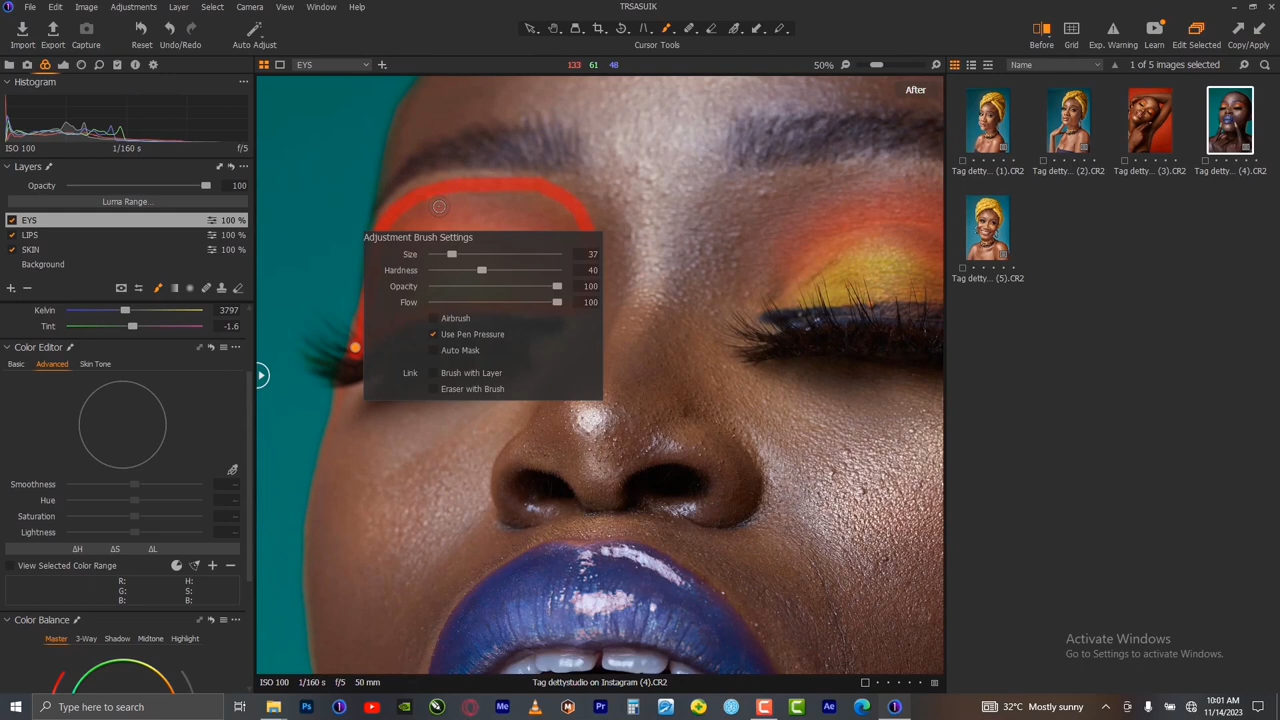 File Edit Image Adjustments Layer Select Camera View Window Help
TRSASUIK
Import Export Capture Reset Undo/Redo Auto Adjust Cursor Tools Before Grid Exp. Warning Learn Edit Selected Copy/Apply
EYS
133 61 48
50%
Name
1 of 5 images selected
Histogram
ISO 100 1/160 s f/5
Layers
Opacity 100
Luma Range...
EYS 100 %
LIPS 100 %
SKIN 100 %
Background
Kelvin 3797
Tint -1.6
Color Editor
Basic Advanced Skin Tone
Smoothness
Hue
Saturation
Lightness
ΔH ΔS ΔL
View Selected Color Range
R: H:
G: S:
B: B:
Color Balance
Master 3-Way Shadow Midtone Highlight
After
Adjustment Brush Settings
Size 37
Hardness 40
Opacity 100
Flow 100
Airbrush
Use Pen Pressure
Auto Mask
Link Brush with Layer
Eraser with Brush
ISO 100 1/160 s f/5 50 mm
Tag dettystudio on Instagram (4).CR2
Tag detty... (1).CR2
Tag detty... (2).CR2
Tag detty... (3).CR2
Tag detty... (4).CR2
Tag detty... (5).CR2
Activate Windows
Go to Settings to activate Windows.
Type here to search
Ps
Me
Pr
Ae
32°C Mostly sunny
10:01 AM
11/14/2023